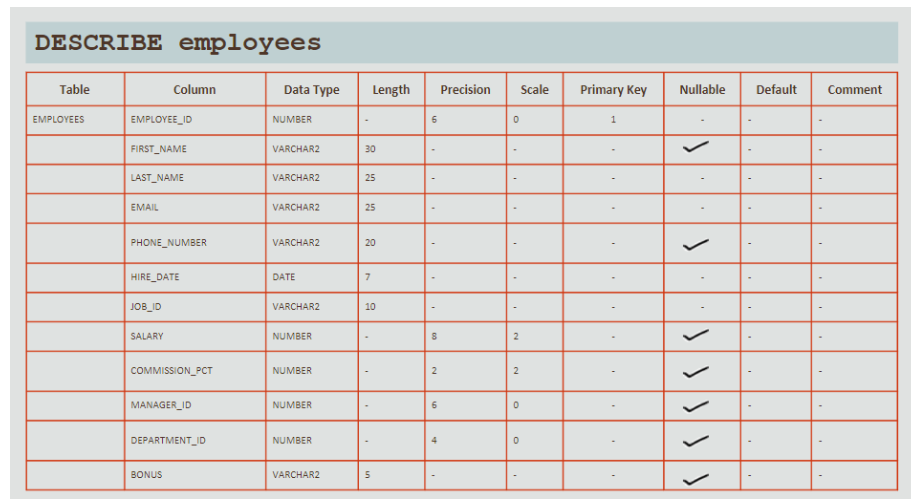 DESCRIBE employees
Table Column Data Type Length Precision Scale Primary Key Nullable Default Comment
EMPLOYEES EMPLOYEE_ID NUMBER - 6 0 1 - - -
FIRST_NAME VARCHAR2 30 - - - ✓ - -
LAST_NAME VARCHAR2 25 - - - - - -
EMAIL VARCHAR2 25 - - - - - -
PHONE_NUMBER VARCHAR2 20 - - - ✓ - -
HIRE_DATE DATE 7 - - - - - -
JOB_ID VARCHAR2 10 - - - - - -
SALARY NUMBER - 8 2 - ✓ - -
COMMISSION_PCT NUMBER - 2 2 - ✓ - -
MANAGER_ID NUMBER - 6 0 - ✓ - -
DEPARTMENT_ID NUMBER - 4 0 - ✓ - -
BONUS VARCHAR2 5 - - - ✓ - -